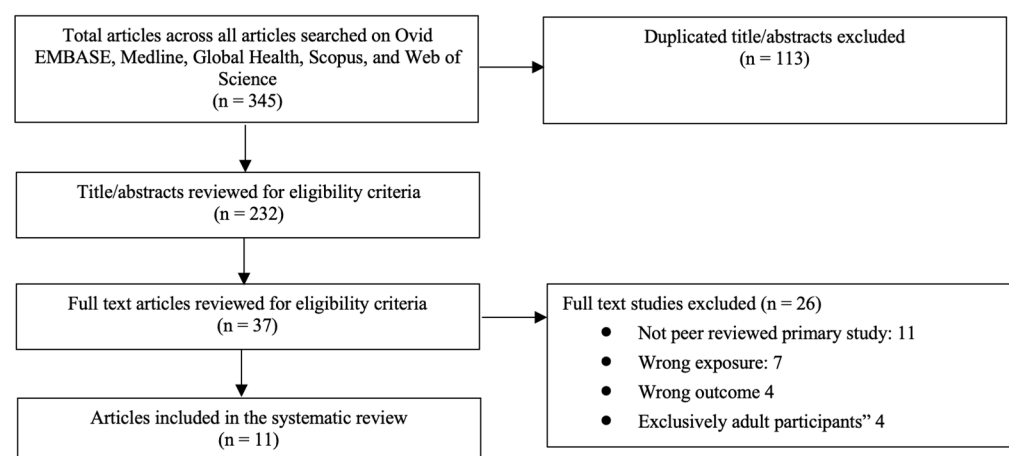 Total articles across all articles searched on Ovid
EMBASE, Medline, Global Health, Scopus, and Web of
Science
(n = 345)
Duplicated title/abstracts excluded
(n = 113)
Title/abstracts reviewed for eligibility criteria
(n = 232)
Full text articles reviewed for eligibility criteria
(n = 37)
Full text studies excluded (n = 26)
● Not peer reviewed primary study: 11
● Wrong exposure: 7
● Wrong outcome 4
● Exclusively adult participants” 4
Articles included in the systematic review
(n = 11)